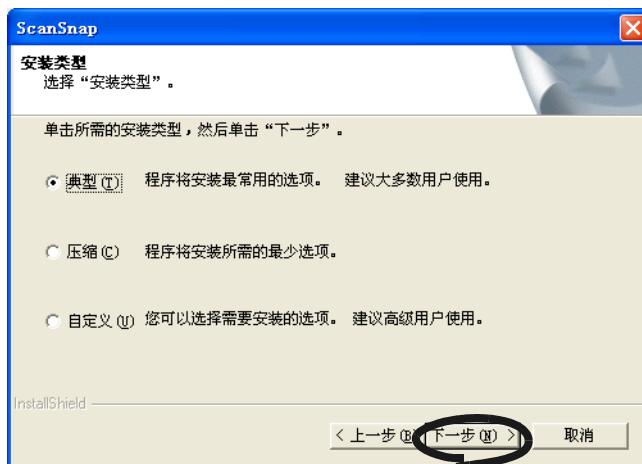 ScanSnap
安装类型
选择“安装类型”。
单击所需的安装类型，然后单击“下一步”。
典型(T) 程序将安装最常用的选项。 建议大多数用户使用。
压缩(C) 程序将安装所需的最少选项。
自定义(U) 您可以选择需要安装的选项。 建议高级用户使用。
InstallShield
< 上一步(B) 下一步(N) > 取消